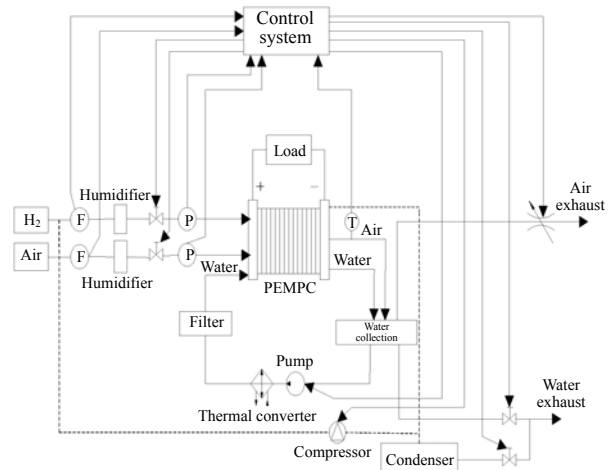 Control
system
Load
+
−
Humidifier
H2
F
P
T
Air
exhaust
Air
Air
F
P
Water
Water
Humidifier
PEMPC
Filter
Water
collection
Pump
Thermal converter
Water
exhaust
Compressor
Condenser